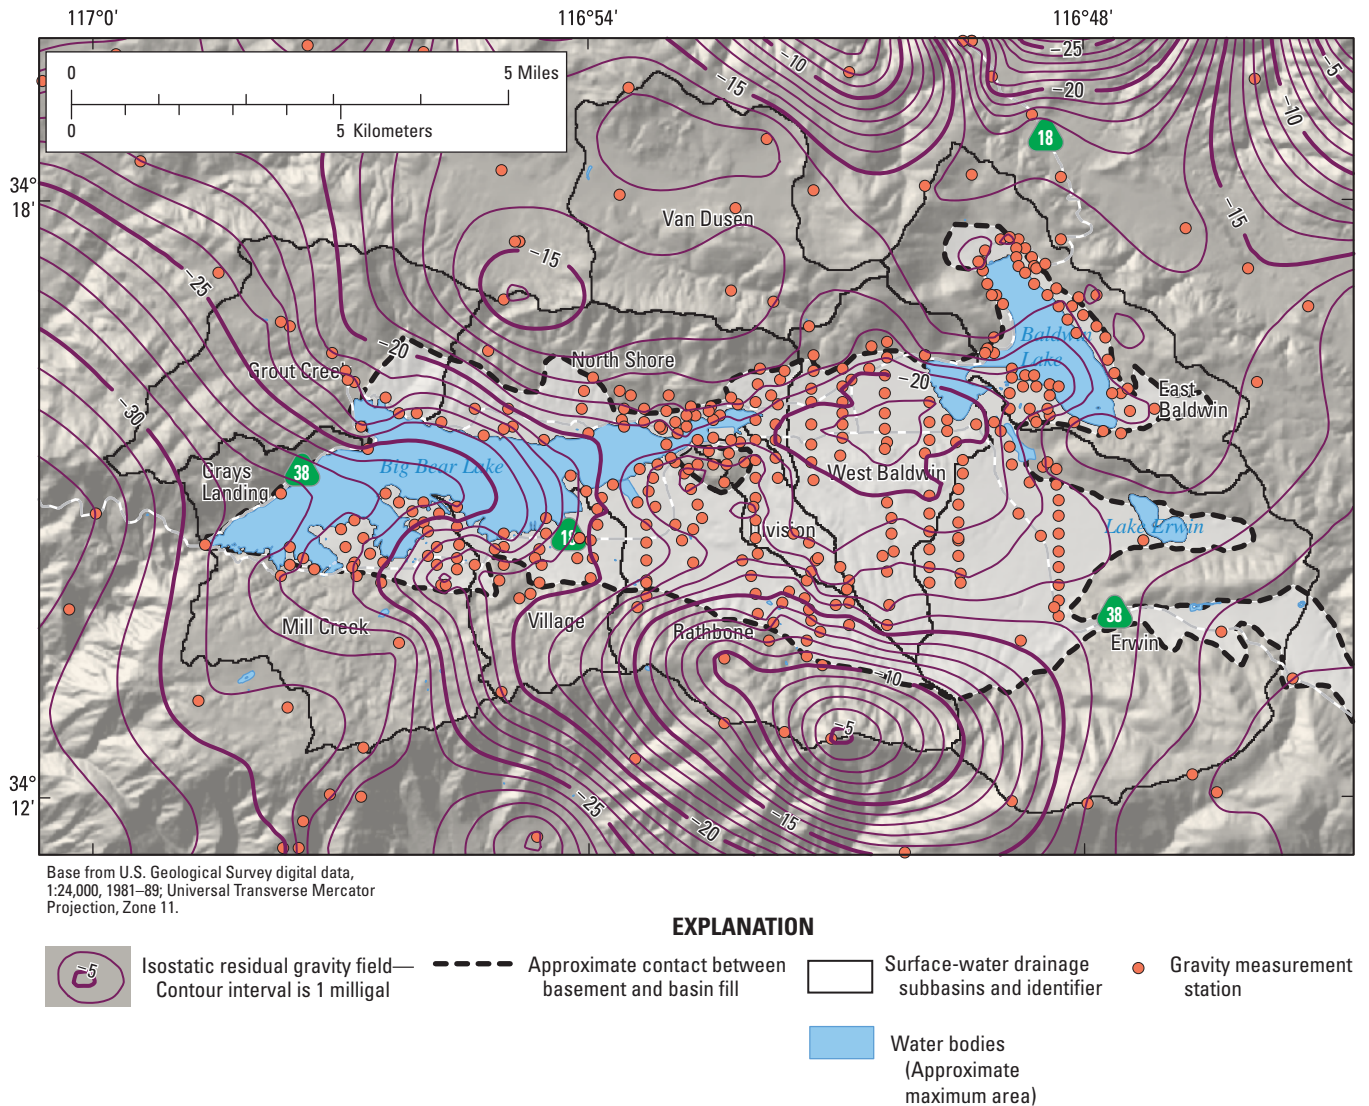 117°0'
116°54'
116°48'
0
5 Miles
0
5 Kilometers
34°
18'
34°
12'
−25
−20
−10
−15
−5
−10
−15
18
Van Dusen
−15
−25
−20
−30
Grout Creek
North Shore
Baldwin
Lake
East
Baldwin
−20
Grays
Landing
38
Big Bear Lake
West Baldwin
Division
Lake Erwin
18
Mill Creek
Village
Rathbone
38
Erwin
−10
−5
−25
−20
−15
Base from U.S. Geological Survey digital data,
1:24,000, 1981–89; Universal Transverse Mercator
Projection, Zone 11.
EXPLANATION
−5
Isostatic residual gravity field—
Contour interval is 1 milligal
Approximate contact between
basement and basin fill
Surface-water drainage
subbasins and identifier
Gravity measurement
station
Water bodies
(Approximate
maximum area)